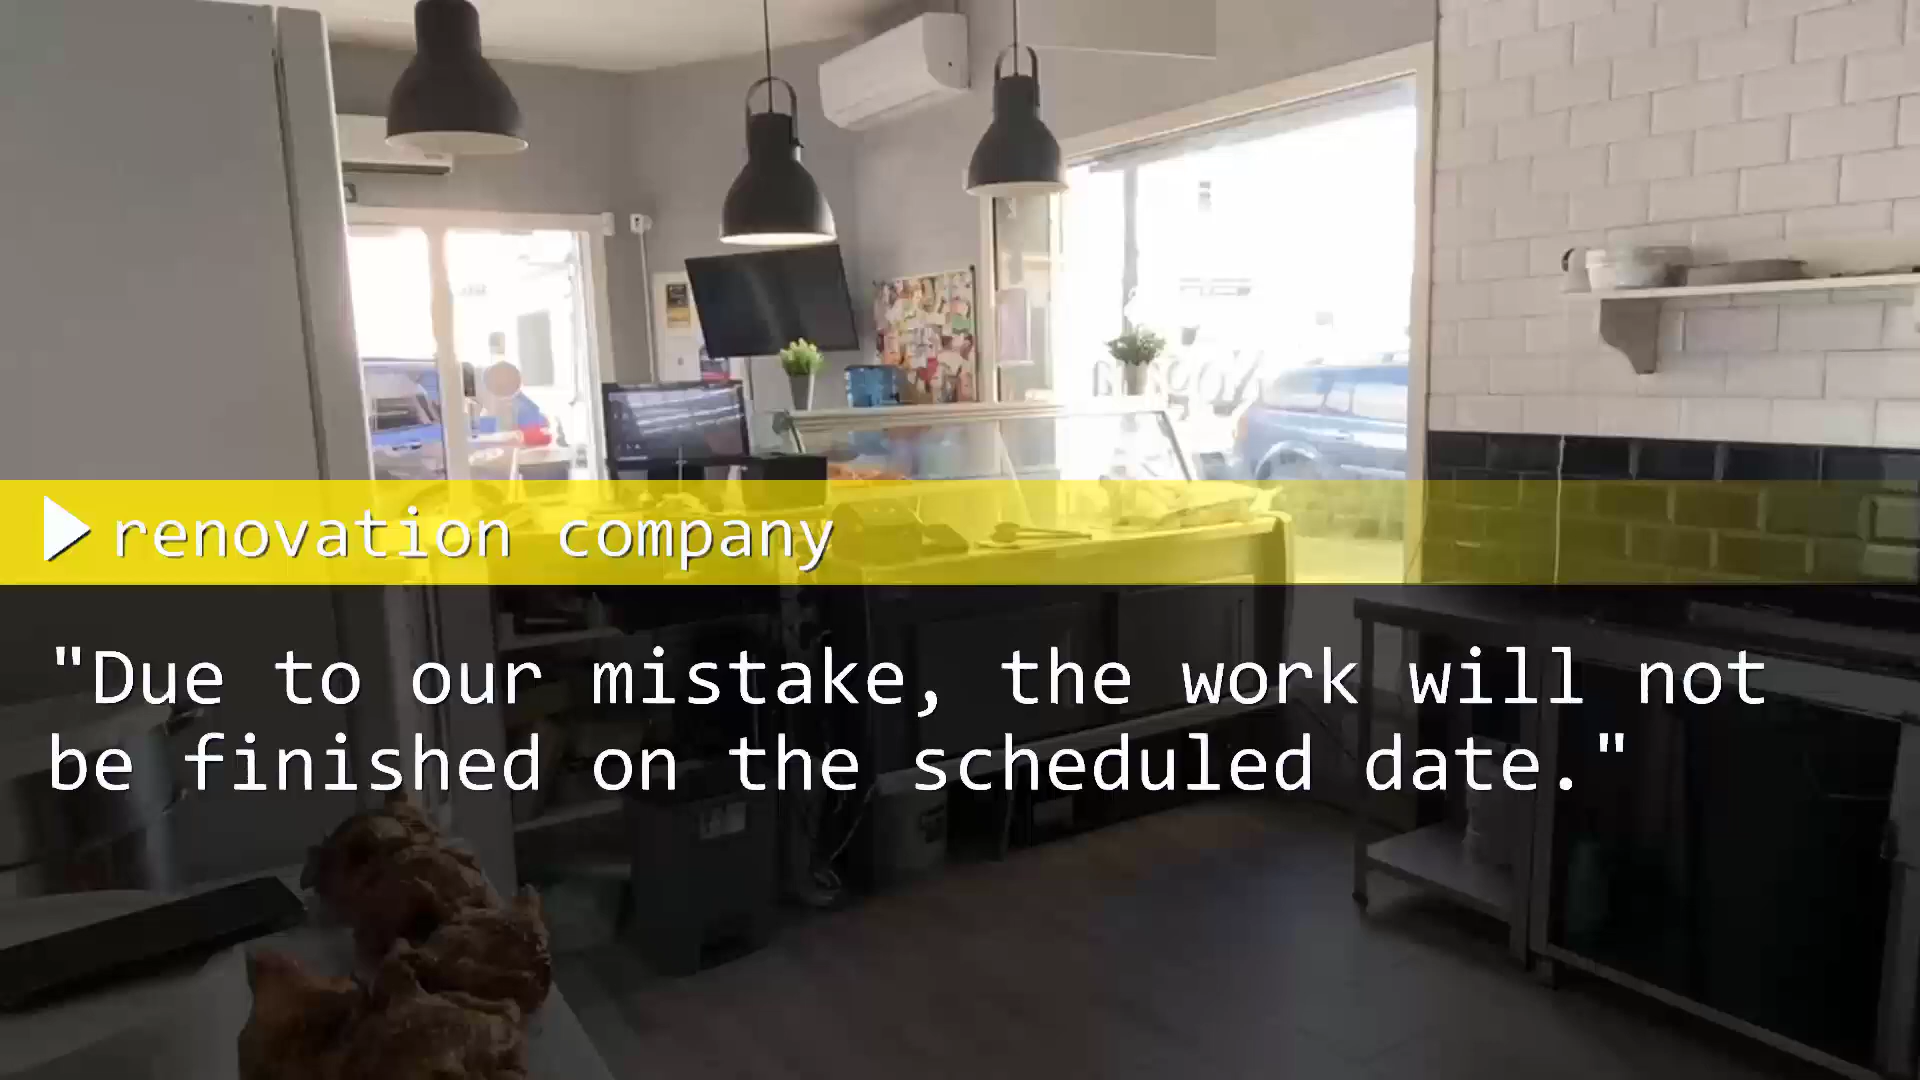 renovation company
"Due to our mistake, the work will not
be finished on the scheduled date."